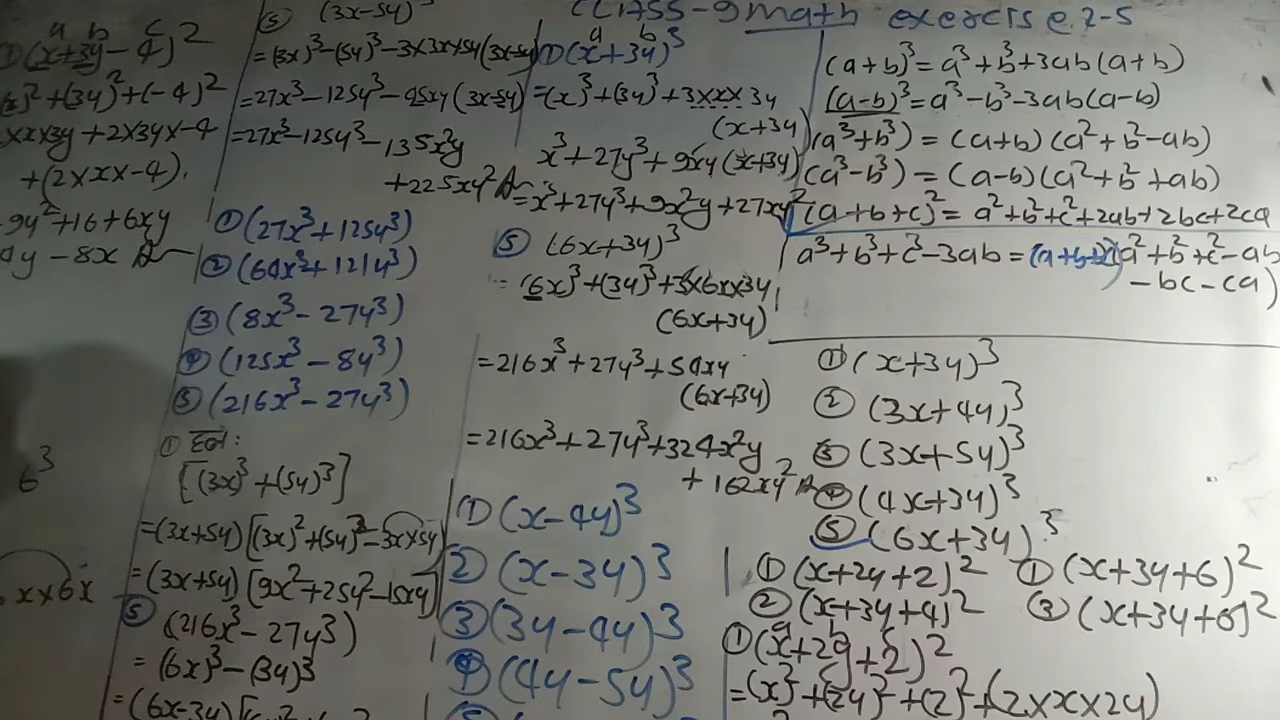 CLASS-9 math exercise.2-5
① (x+3y-4)²
)²+(3y)²+(-4)²
xx×3y+2×3y×-4
+(2×x×-4).
9y²+16+6xy
4y-8x
6³
x×6x
⑤ (3x-5y)³
=(3x)³-(5y)³-3×3x×5y(3x-5y)
=27x³-125y³-45xy(3x-5y)
=27x³-125y³-135x²y
+225xy² A
① (27x³+125y³)
② (64x³+121y³)
③ (8x³-27y³)
④ (125x³-8y³)
⑤ (216x³-27y³)
① हल:
[(3x)³+(5y)³]
=(3x+5y)[(3x)²+(5y)²-3x×5y]
=(3x+5y)[9x²+25y²-15xy]
⑤ (216x³-27y³)
=(6x)³-(3y)³
=(6x-3y)[
① (x+3y)³
=(x)³+(3y)³+3×x×3y
(x+3y)
x³+27y³+9xy(x+3y)
=x³+27y³+9x²y+27xy²
⑤ (6x+3y)³
=(6x)³+(3y)³+3×6x×3y
(6x+3y)
=216x³+27y³+54xy
(6x+3y)
=216x³+27y³+324x²y
+162xy² A
① (x-4y)³
② (x-3y)³
③ (3y-4y)³
④ (4y-5y)³
(a+b)³=a³+b³+3ab(a+b)
(a-b)³=a³-b³-3ab(a-b)
(a³+b³)=(a+b)(a²+b²-ab)
(a³-b³)=(a-b)(a²+b²+ab)
(a+b+c)²=a²+b²+c²+2ab+2bc+2ca
a³+b³+c³-3ab=(a+b+c)(a²+b²+c²-ab
-bc-ca)
① (x+3y)³
② (3x+4y)³
③ (3x+5y)³
④ (4x+3y)³
⑤ (6x+3y)³
① (x+2y+2)² ① (x+3y+6)²
② (x+3y+4)² ③ (x+3y+8)²
① (x+2y+2)²
=(x)²+(2y)²+(2)²+(2×x×2y)